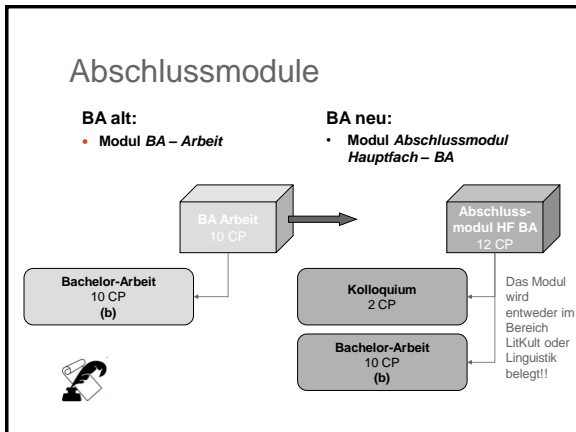 Abschlussmodule
BA alt:
• Modul BA – Arbeit
BA neu:
• Modul Abschlussmodul
Hauptfach – BA
BA Arbeit
10 CP
Abschluss-
modul HF BA
12 CP
Bachelor-Arbeit
10 CP
(b)
Kolloquium
2 CP
Bachelor-Arbeit
10 CP
(b)
Das Modul
wird
entweder im
Bereich
LitKult oder
Linguistik
belegt!!